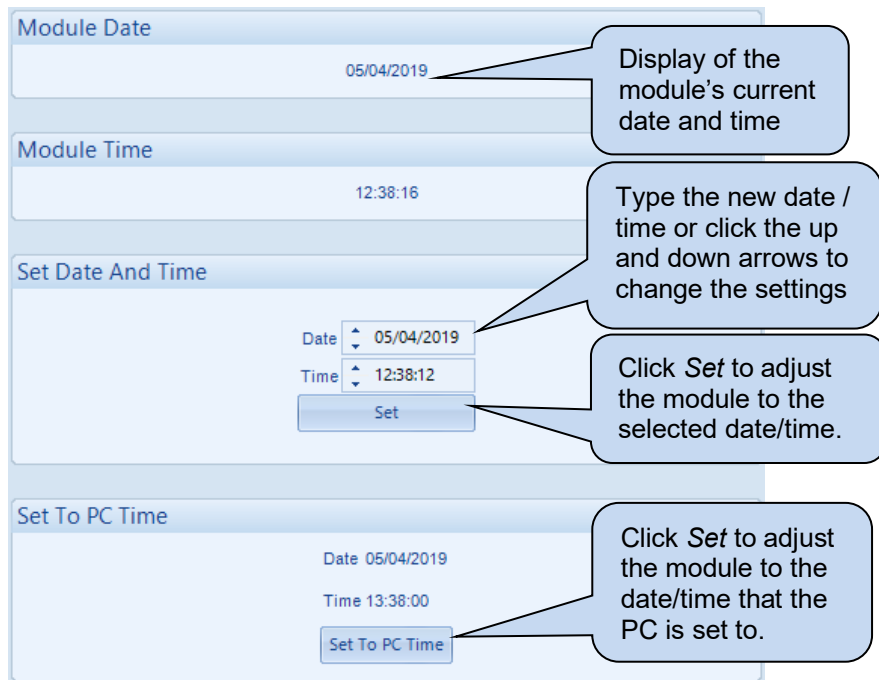 Module Date
05/04/2019
Display of the
module's current
date and time
Module Time
12:38:16
Type the new date /
time or click the up
and down arrows to
change the settings
Set Date And Time
Date 05/04/2019
Time 12:38:12
Set
Click Set to adjust
the module to the
selected date/time.
Set To PC Time
Date 05/04/2019
Time 13:38:00
Set To PC Time
Click Set to adjust
the module to the
date/time that the
PC is set to.